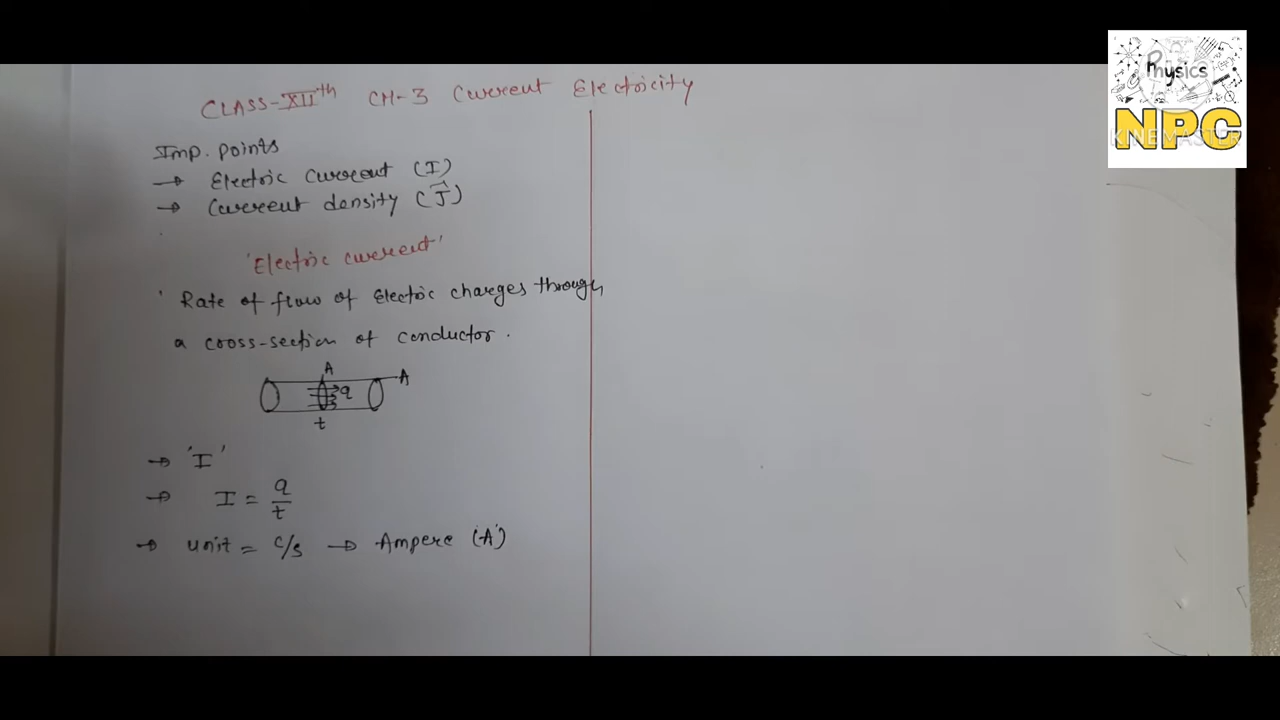 CLASS-XIIth CH-3 Current Electricity
Imp. points
→ Electric current (I)
→ Current density (J⃗)
'Electric current'
Rate of flow of Electric charges through
a cross-section of conductor.
A
A
q
t
→ 'I'
→ I = q/t
→ unit = C/s → Ampere (A)
Physics
NPC
KINEMASTER